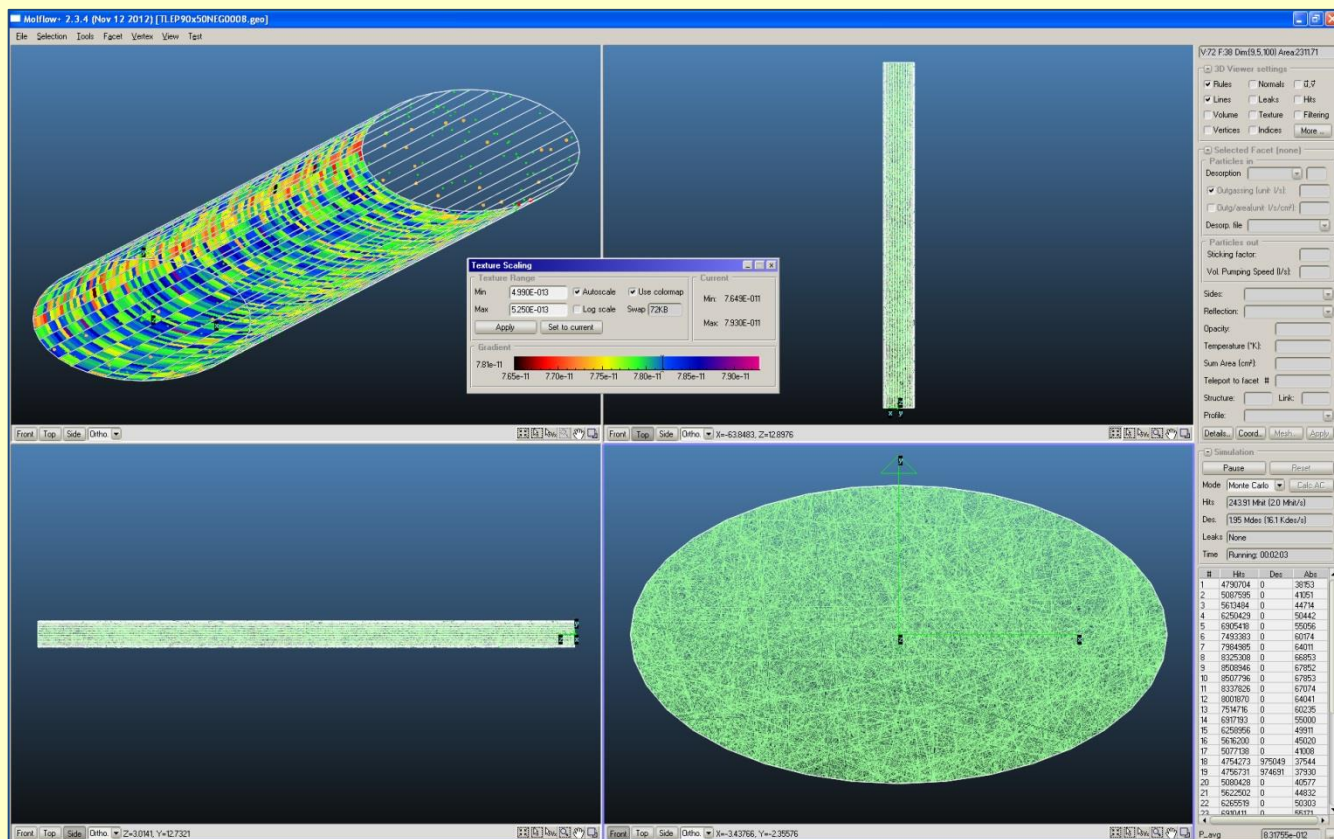 Molflow+ 2.3.4 (Nov 12 2012) [TLEP90x50NEG0008.geo]
File Selection Tools Facet Vertex View Test
V:72 F:38 Dim:(9,5,100) Area:2311.71
3D Viewer settings
Rules Normals
Lines Leaks Hits
Volume Texture Filtering
Vertices Indices More ...
Selected Facet (none)
Particles in
Desorption
Outgassing (unit l/s):
Desorp. file
Particles out
Sticking factor:
Vol. Pumping Speed (l/s):
Sides:
Reflection:
Opacity:
Temperature (°K):
Sum Area (cm²):
Teleport to facet #
Structure: Link:
Profile:
Details.. Coord.. Mesh.. Apply
Texture Scaling
Texture Range
Min 4.990E-013 Autoscale Use colormap
Max 5.250E-013 Log scale Swap 72KB
Apply Set to current
Current
Min: 7.649E-011
Max: 7.930E-011
Gradient
7.81e-11
7.65e-11 7.70e-11 7.75e-11 7.80e-11 7.85e-11 7.90e-11
x y
Front Top Side Ortho.
Front Top Side Ortho. X=-63.8483, Z=12.8976
Simulation
Pause Reset
Mode Monte Carlo Calc AC
Hits 243.91 Mhit (2.0 Mhit/s)
Des. 1.95 Mdes (16.1 Kdes/s)
Leaks None
Time Running: 00:02:03
# Hits Des Abs
1 4790704 0 38153
2 5087595 0 41051
3 5613484 0 44714
4 6250429 0 50442
5 6905418 0 55056
6 7493383 0 60174
7 7984985 0 64011
8 8325308 0 66853
9 8508946 0 67852
10 8507796 0 67853
11 8337826 0 67074
12 8001870 0 64041
13 7514716 0 60235
14 6917193 0 55000
15 6258956 0 49911
16 5616200 0 45020
17 5077138 0 41008
18 4754273 975049 37544
19 4756731 974691 37930
20 5080428 0 40577
21 5622502 0 44832
22 6265519 0 50303
23 6910411 0 55171
Front Top Side Ortho. Z=3.0141, Y=12.7321
Front Top Side Ortho. X=-3.43766, Y=-2.35576
P_avg 8.31755e-012